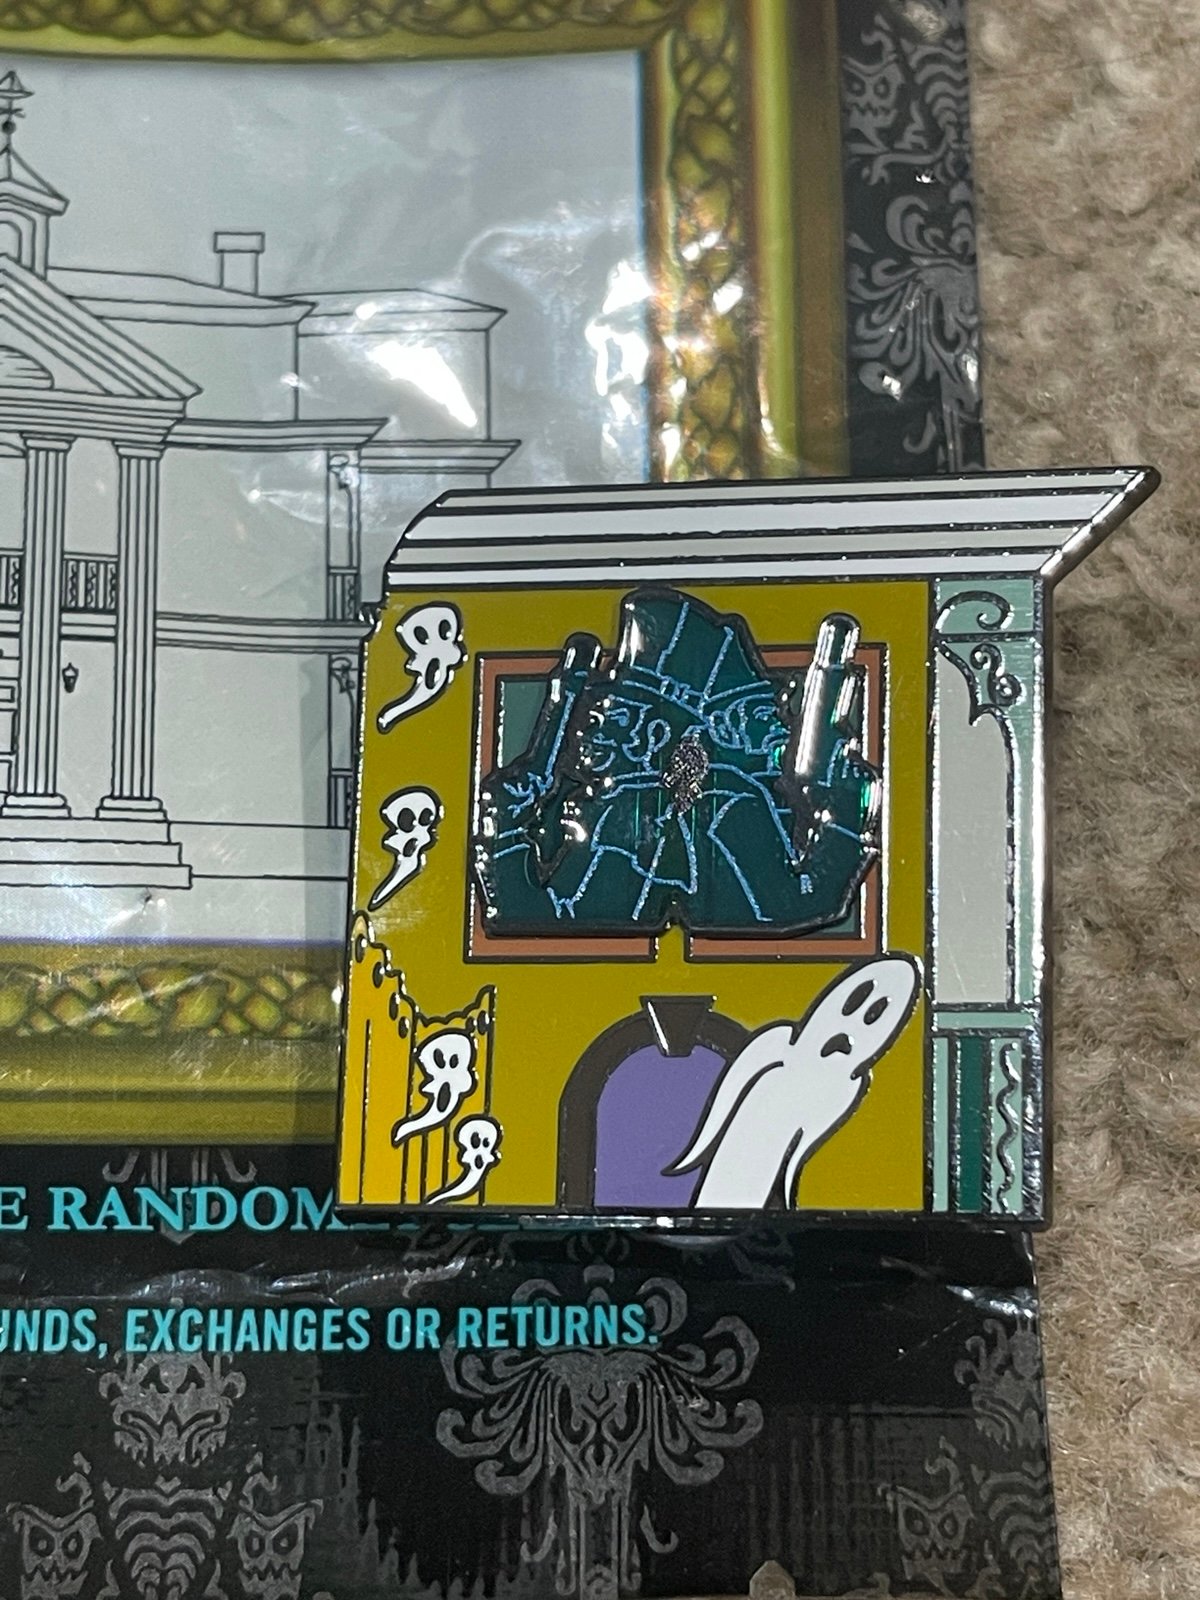 E RANDOM
UNDS, EXCHANGES OR RETURNS.